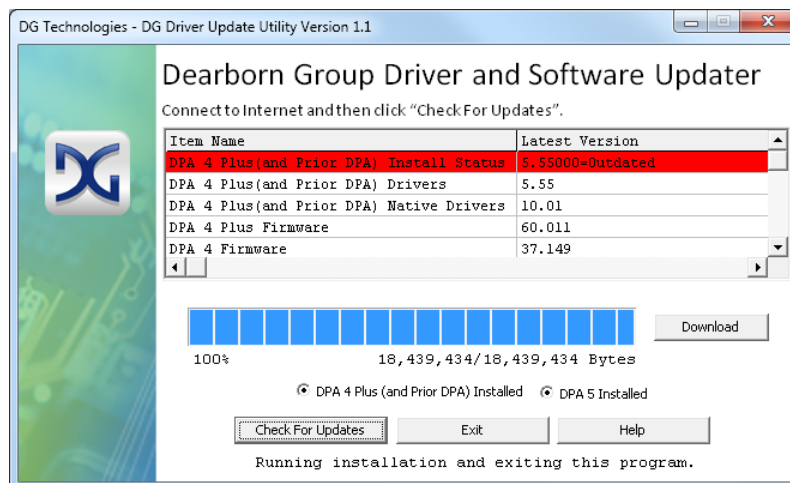 DG Technologies - DG Driver Update Utility Version 1.1
Dearborn Group Driver and Software Updater
Connect to Internet and then click “Check For Updates”.
Item Name Latest Version
DPA 4 Plus(and Prior DPA) Install Status 5.55000=Outdated
DPA 4 Plus(and Prior DPA) Drivers 5.55
DPA 4 Plus(and Prior DPA) Native Drivers 10.01
DPA 4 Plus Firmware 60.011
DPA 4 Firmware 37.149
Download
100% 18,439,434/18,439,434 Bytes
DPA 4 Plus (and Prior DPA) Installed DPA 5 Installed
Check For Updates Exit Help
Running installation and exiting this program.